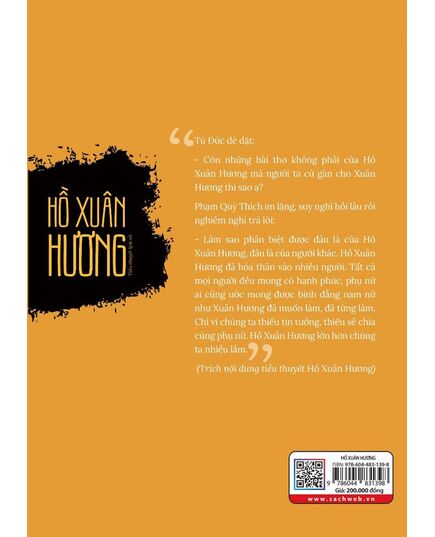 HỒ XUÂN
HƯƠNG
Tiểu thuyết lịch sử
“
Tú Đức dè dặt:
- Còn những bài thơ không phải của Hồ
Xuân Hương mà người ta cứ gán cho Xuân
Hương thì sao ạ?
Phạm Quý Thích im lặng, suy nghĩ hồi lâu rồi
nghiêm nghị trả lời:
- Làm sao phân biệt được đâu là của Hồ
Xuân Hương, đâu là của người khác. Hồ Xuân
Hương đã hóa thân vào nhiều người. Tất cả
mọi người đều mong có hạnh phúc, phụ nữ
ai cũng ước mong được bình đẳng nam nữ
như Xuân Hương đã muốn làm, đã từng làm.
Chỉ vì chúng ta thiếu tin tưởng, thiếu sẻ chia
cùng phụ nữ. Hồ Xuân Hương lớn hơn chúng
ta nhiều lắm.
”
(Trích nội dung tiểu thuyết Hồ Xuân Hương)
HỒ XUÂN HƯƠNG
ISBN: 978-604-483-139-8
9 786044 831398
Giá: 200.000 đồng
www.sachweb.vn